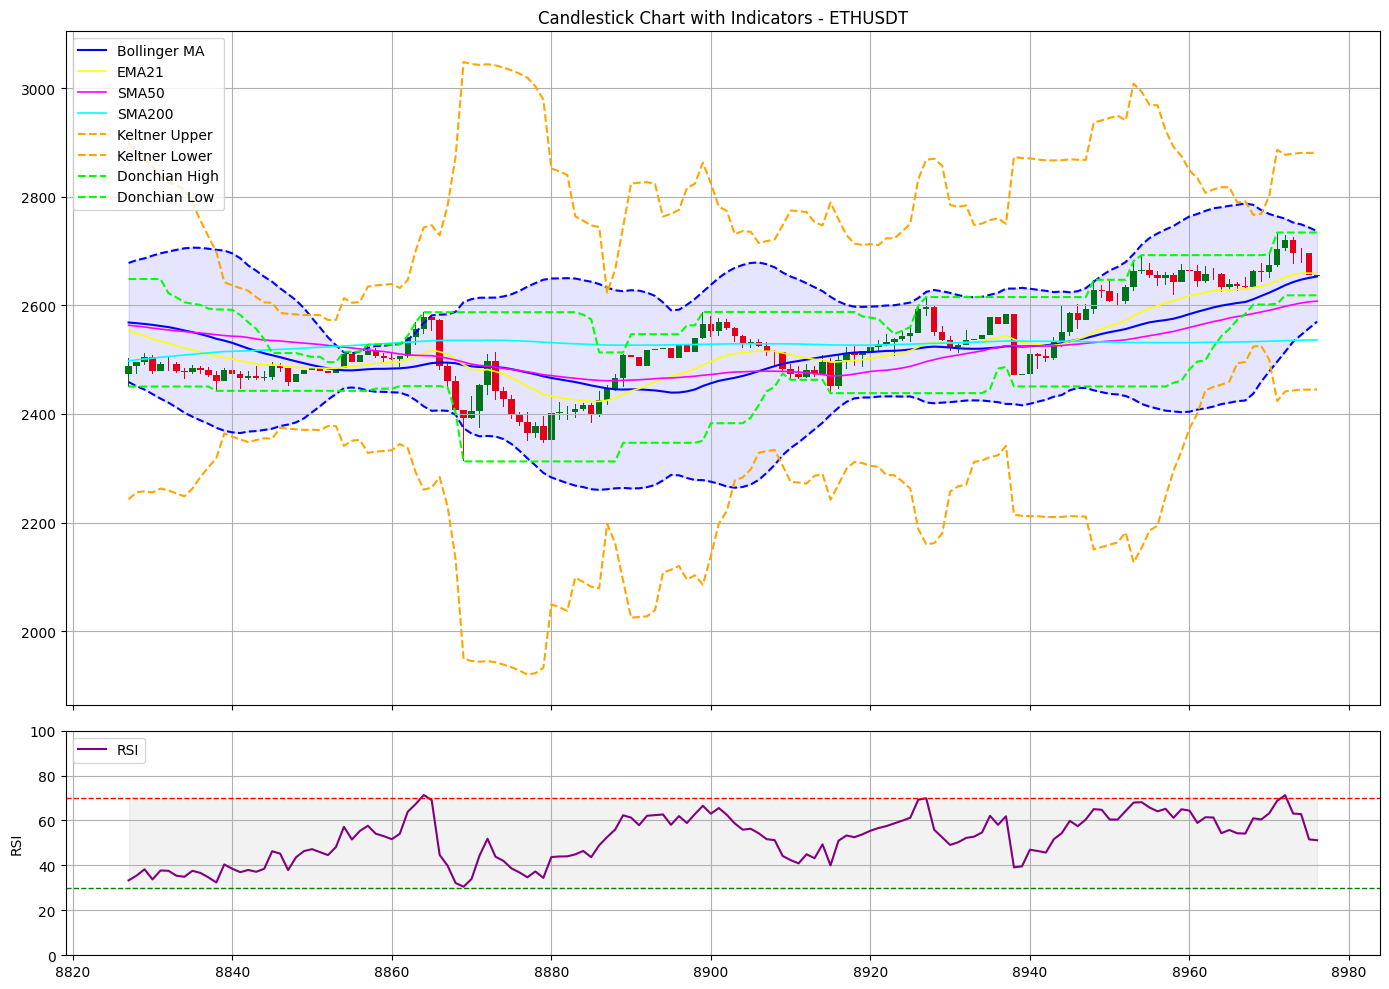 Candlestick Chart with Indicators - ETHUSDT
Bollinger MA
EMA21
SMA50
SMA200
Keltner Upper
Keltner Lower
Donchian High
Donchian Low
3000
2800
2600
2400
2200
2000
RSI
100
80
60
40
20
0
RSI
8820 8840 8860 8880 8900 8920 8940 8960 8980